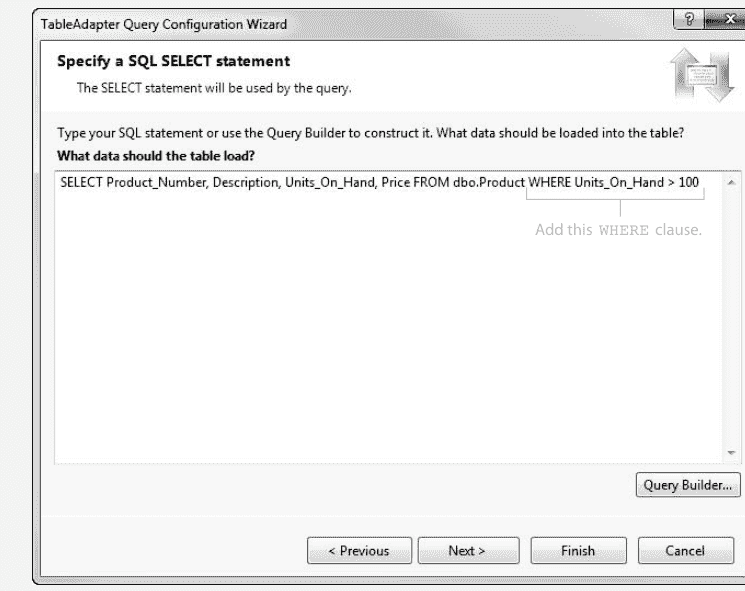 TableAdapter Query Configuration Wizard
? X
Specify a SQL SELECT statement
The SELECT statement will be used by the query.
Type your SQL statement or use the Query Builder to construct it. What data should be loaded into the table?
What data should the table load?
SELECT Product_Number, Description, Units_On_Hand, Price FROM dbo.Product WHERE Units_On_Hand > 100
Add this WHERE clause.
Query Builder...
< Previous Next > Finish Cancel